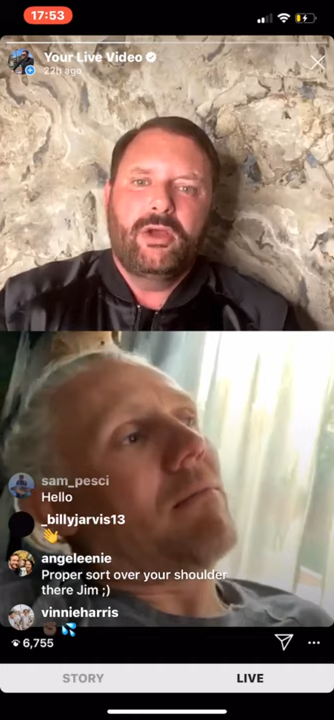 17:53
Your Live Video
22h ago
sam_pesci
Hello
_billyjarvis13
👋
angeleenie
Proper sort over your shoulder
there Jim ;)
vinnieharris
💦
6,755
STORY
LIVE